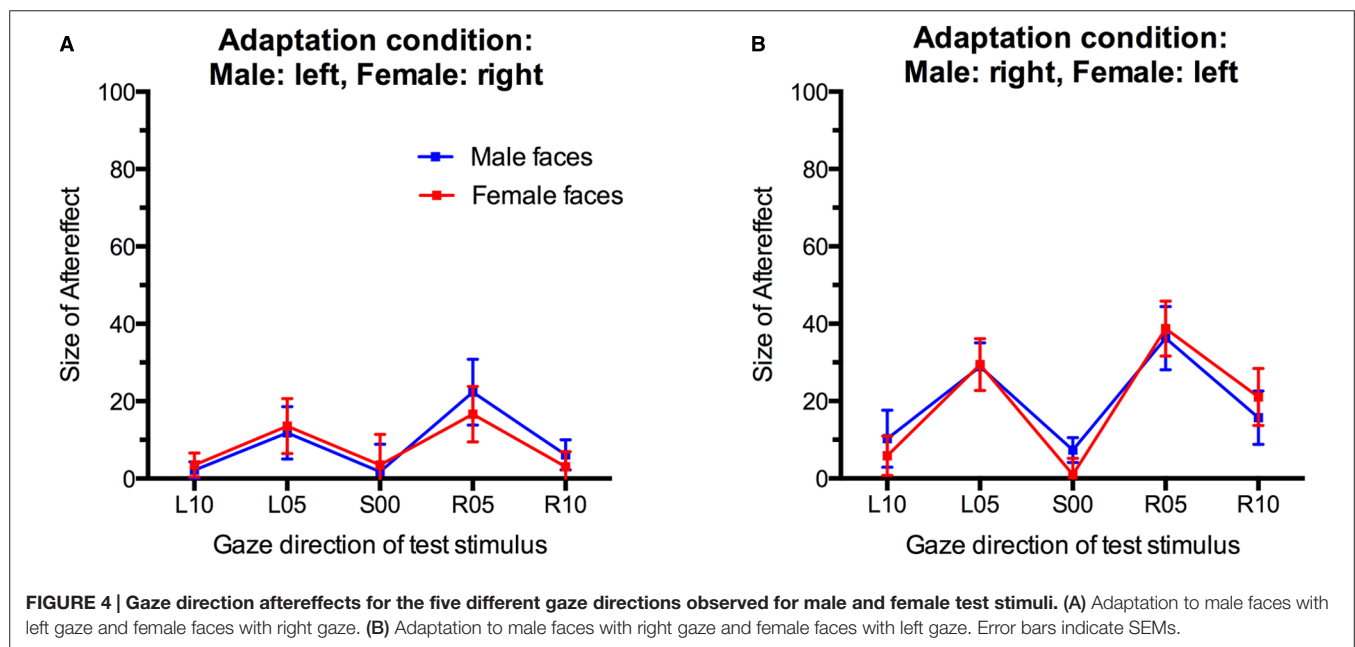 A
Adaptation condition:
Male: left, Female: right
100
80
60
40
20
0
Size of Aftereffect
Male faces
Female faces
L10 L05 S00 R05 R10
Gaze direction of test stimulus
B
Adaptation condition:
Male: right, Female: left
100
80
60
40
20
0
Size of Aftereffect
L10 L05 S00 R05 R10
Gaze direction of test stimulus
FIGURE 4 | Gaze direction aftereffects for the five different gaze directions observed for male and female test stimuli. (A) Adaptation to male faces with
left gaze and female faces with right gaze. (B) Adaptation to male faces with right gaze and female faces with left gaze. Error bars indicate SEMs.